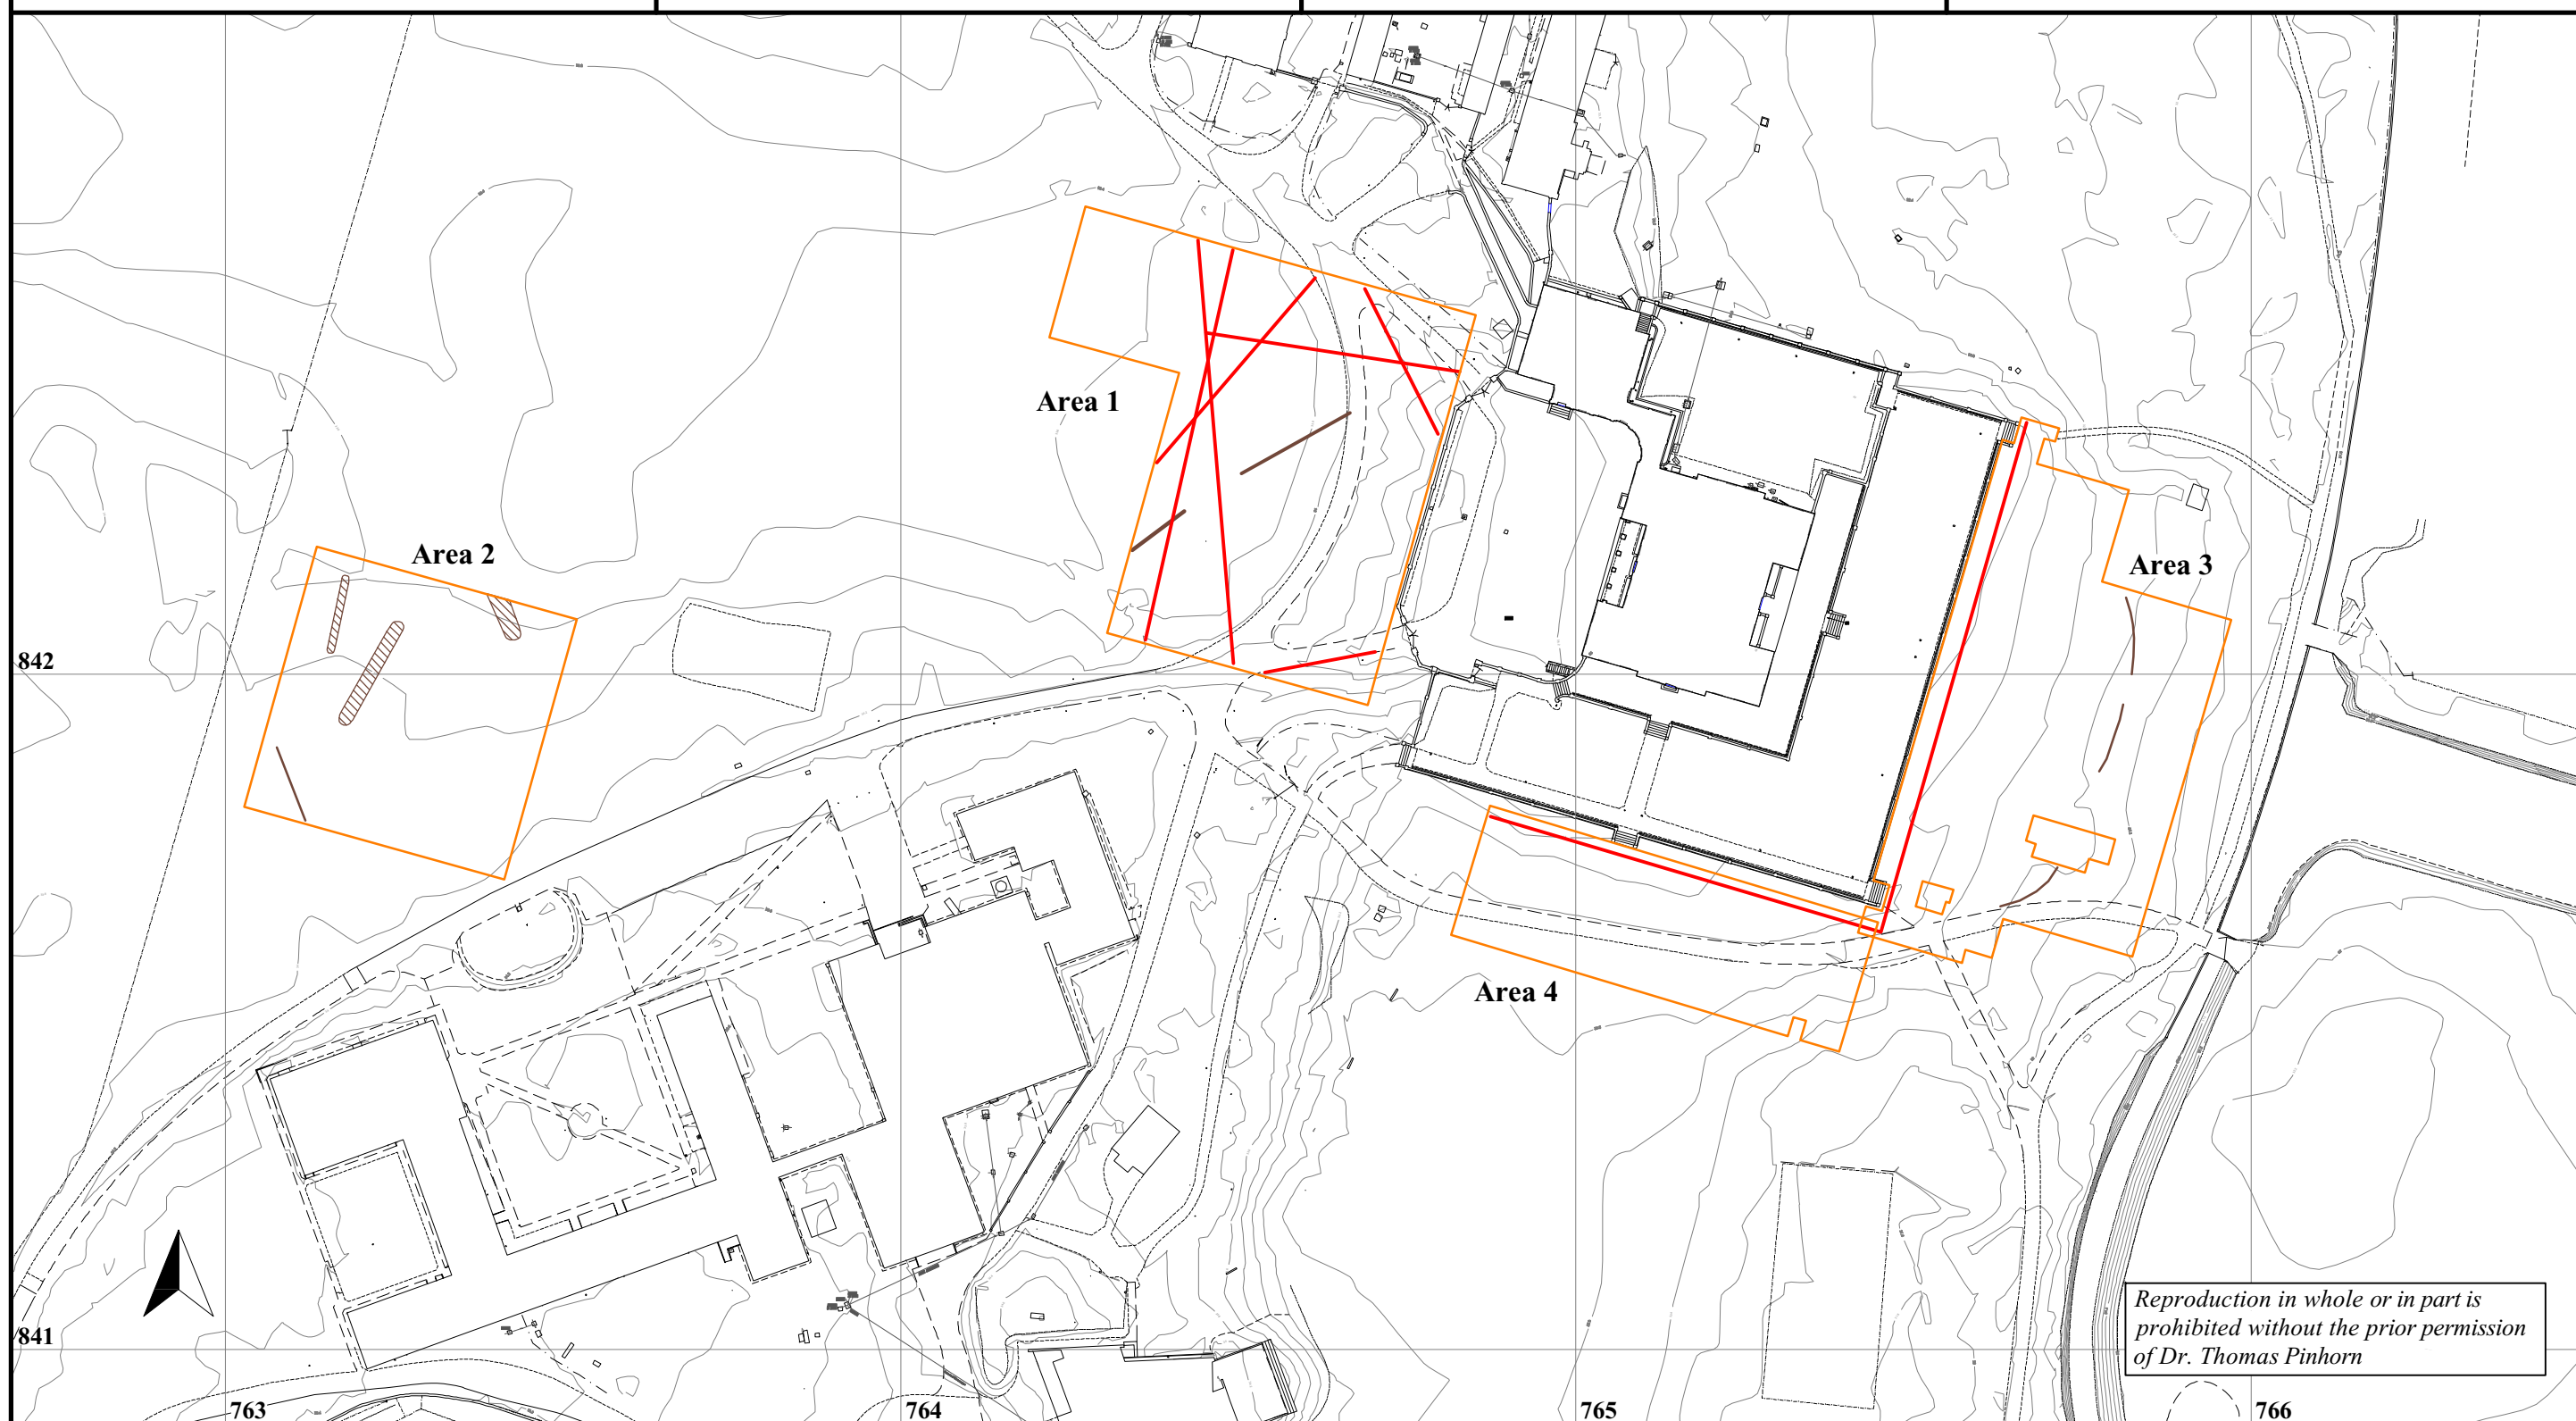 Area 1
Area 2
Area 3
842
Area 4
Reproduction in whole or in part is
prohibited without the prior permission
of Dr. Thomas Pinhorn
841
763
764
765
766